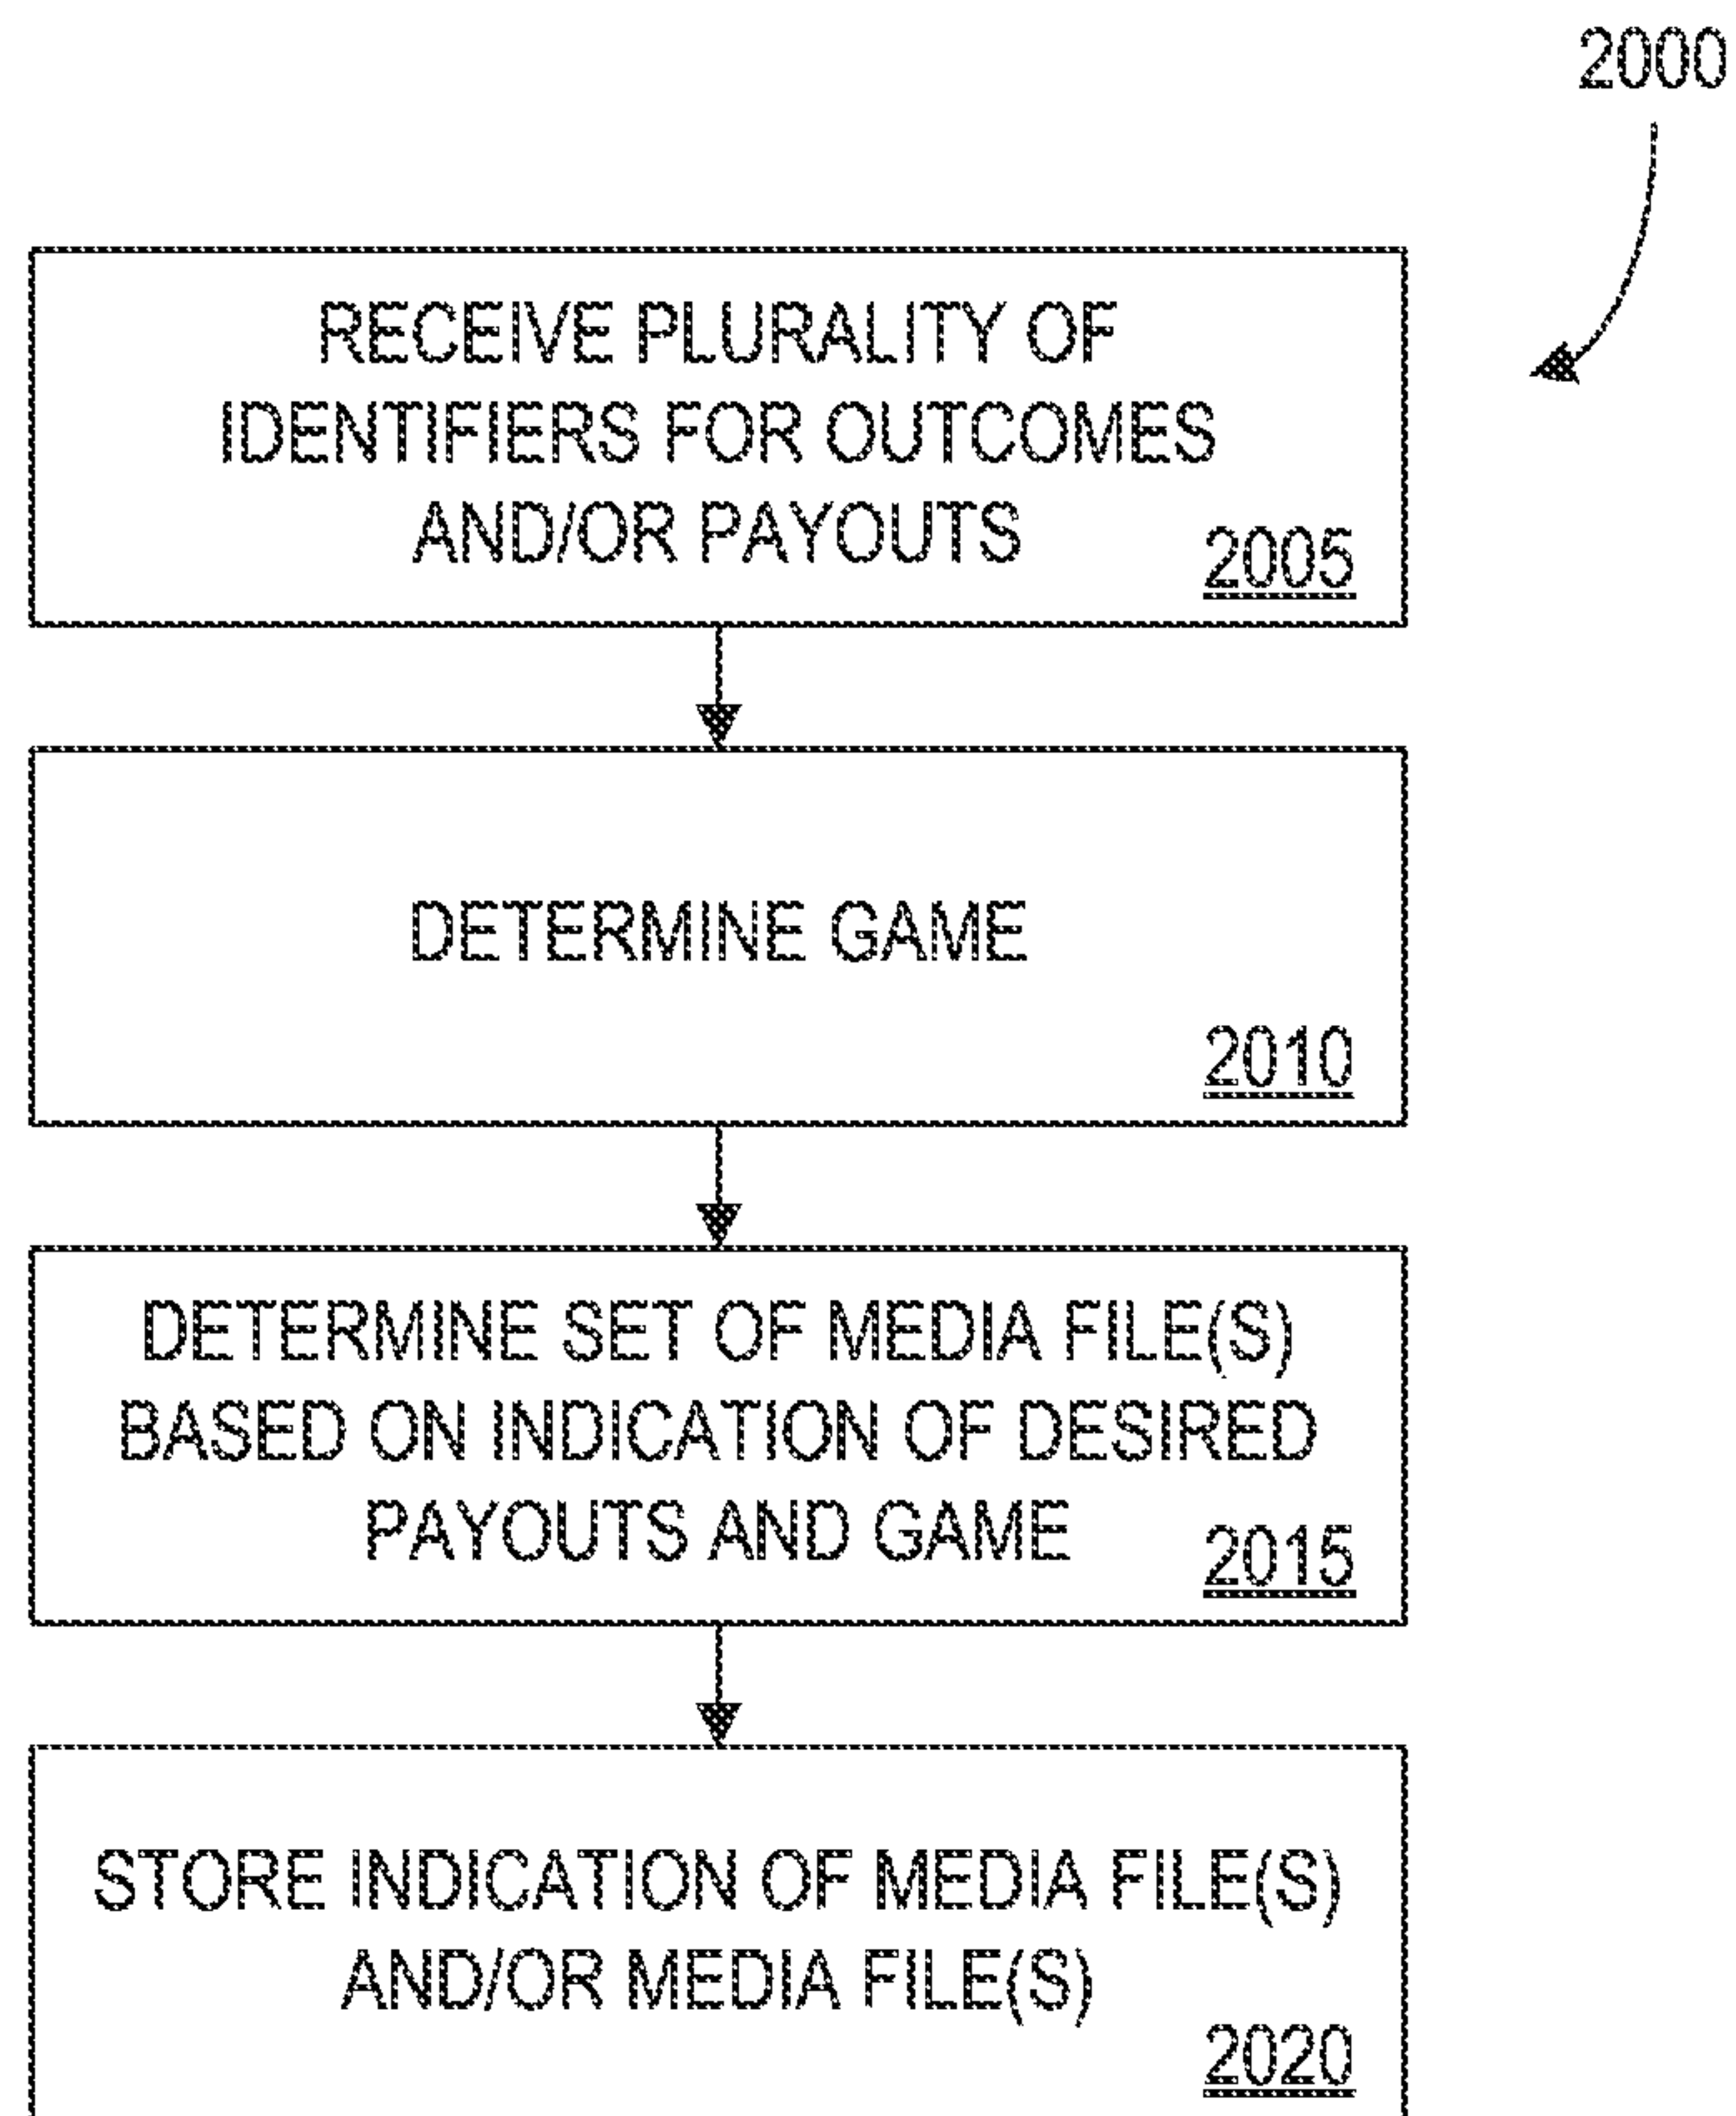 2000
RECEIVE PLURALITY OF
IDENTIFIERS FOR OUTCOMES
AND/OR PAYOUTS
2005
DETERMINE GAME
2010
DETERMINE SET OF MEDIA FILE(S)
BASED ON INDICATION OF DESIRED
PAYOUTS AND GAME
2015
STORE INDICATION OF MEDIA FILE(S)
AND/OR MEDIA FILE(S)
2020